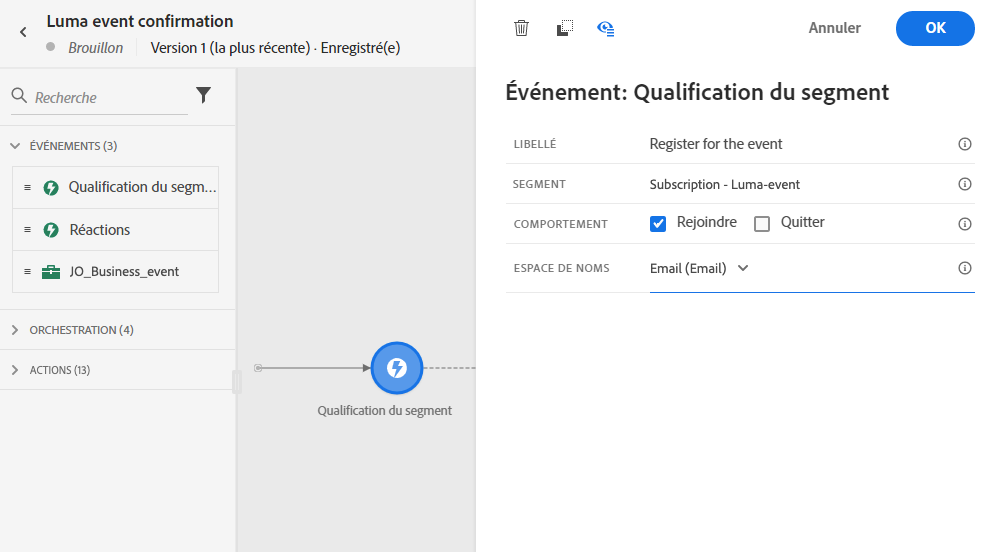 Luma event confirmation
Brouillon
Version 1 (la plus récente) · Enregistré(e)
Recherche
ÉVÉNEMENTS (3)
Qualification du segm...
Réactions
JO_Business_event
ORCHESTRATION (4)
ACTIONS (13)
Qualification du segment
Annuler
OK
Événement: Qualification du segment
LIBELLÉ Register for the event
SEGMENT Subscription - Luma-event
COMPORTEMENT Rejoindre Quitter
ESPACE DE NOMS Email (Email)